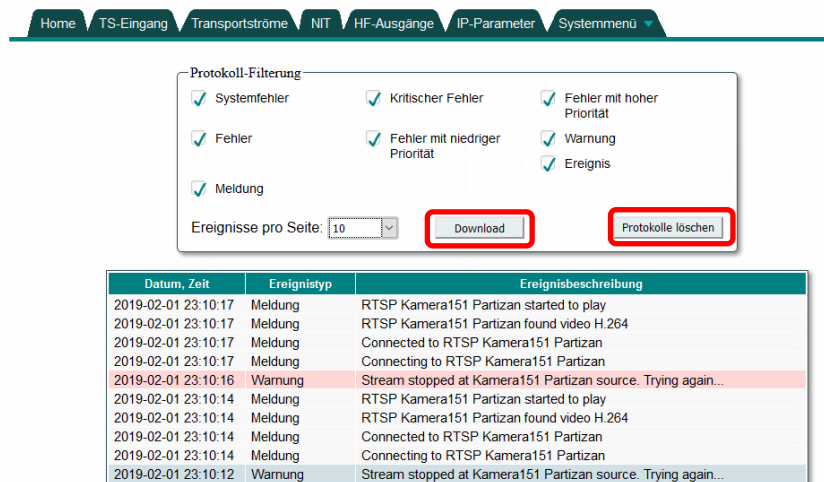 Home TS-Eingang Transportströme NIT HF-Ausgänge IP-Parameter Systemmenü
Protokoll-Filterung
Systemfehler Kritischer Fehler Fehler mit hoher
Priorität
Fehler Fehler mit niedriger Warnung
Priorität
Ereignis
Meldung
Ereignisse pro Seite: 10 Download Protokolle löschen
Datum, Zeit Ereignistyp Ereignisbeschreibung
2019-02-01 23:10:17 Meldung RTSP Kamera151 Partizan started to play
2019-02-01 23:10:17 Meldung RTSP Kamera151 Partizan found video H.264
2019-02-01 23:10:17 Meldung Connected to RTSP Kamera151 Partizan
2019-02-01 23:10:17 Meldung Connecting to RTSP Kamera151 Partizan
2019-02-01 23:10:16 Warnung Stream stopped at Kamera151 Partizan source. Trying again...
2019-02-01 23:10:14 Meldung RTSP Kamera151 Partizan started to play
2019-02-01 23:10:14 Meldung RTSP Kamera151 Partizan found video H.264
2019-02-01 23:10:14 Meldung Connected to RTSP Kamera151 Partizan
2019-02-01 23:10:14 Meldung Connecting to RTSP Kamera151 Partizan
2019-02-01 23:10:12 Warnung Stream stopped at Kamera151 Partizan source. Trying again...